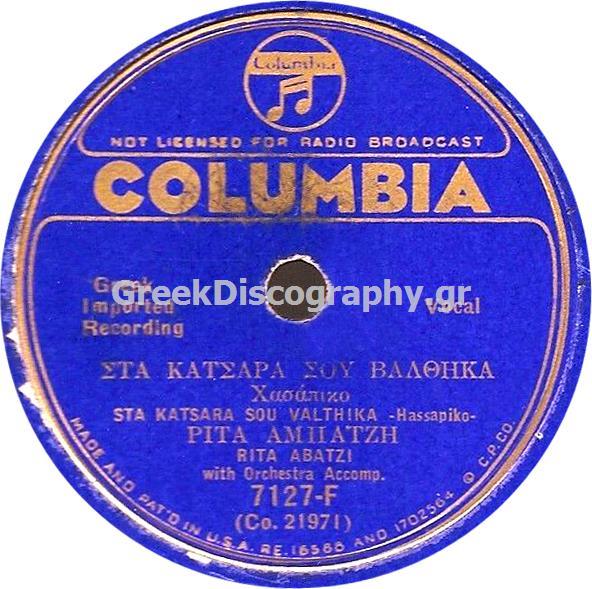 Columbia
NOT LICENSED FOR RADIO BROADCAST
COLUMBIA
GreekDiscography.gr
Greek
Imported
Recording
Vocal
ΣΤΑ ΚΑΤΣΑΡΑ ΣΟΥ ΒΑΛΘΗΚΑ
Χασάπικο
STA KATSARA SOU VALTHIKA -Hassapiko-
ΡΙΤΑ ΑΜΠΑΤΖΗ
RITA ABATZI
with Orchestra Accomp.
7127-F
(Co. 21971)
MADE AND PAT'D IN U.S.A. RE. 16588 AND 1702564 ℗ C.P.CO.